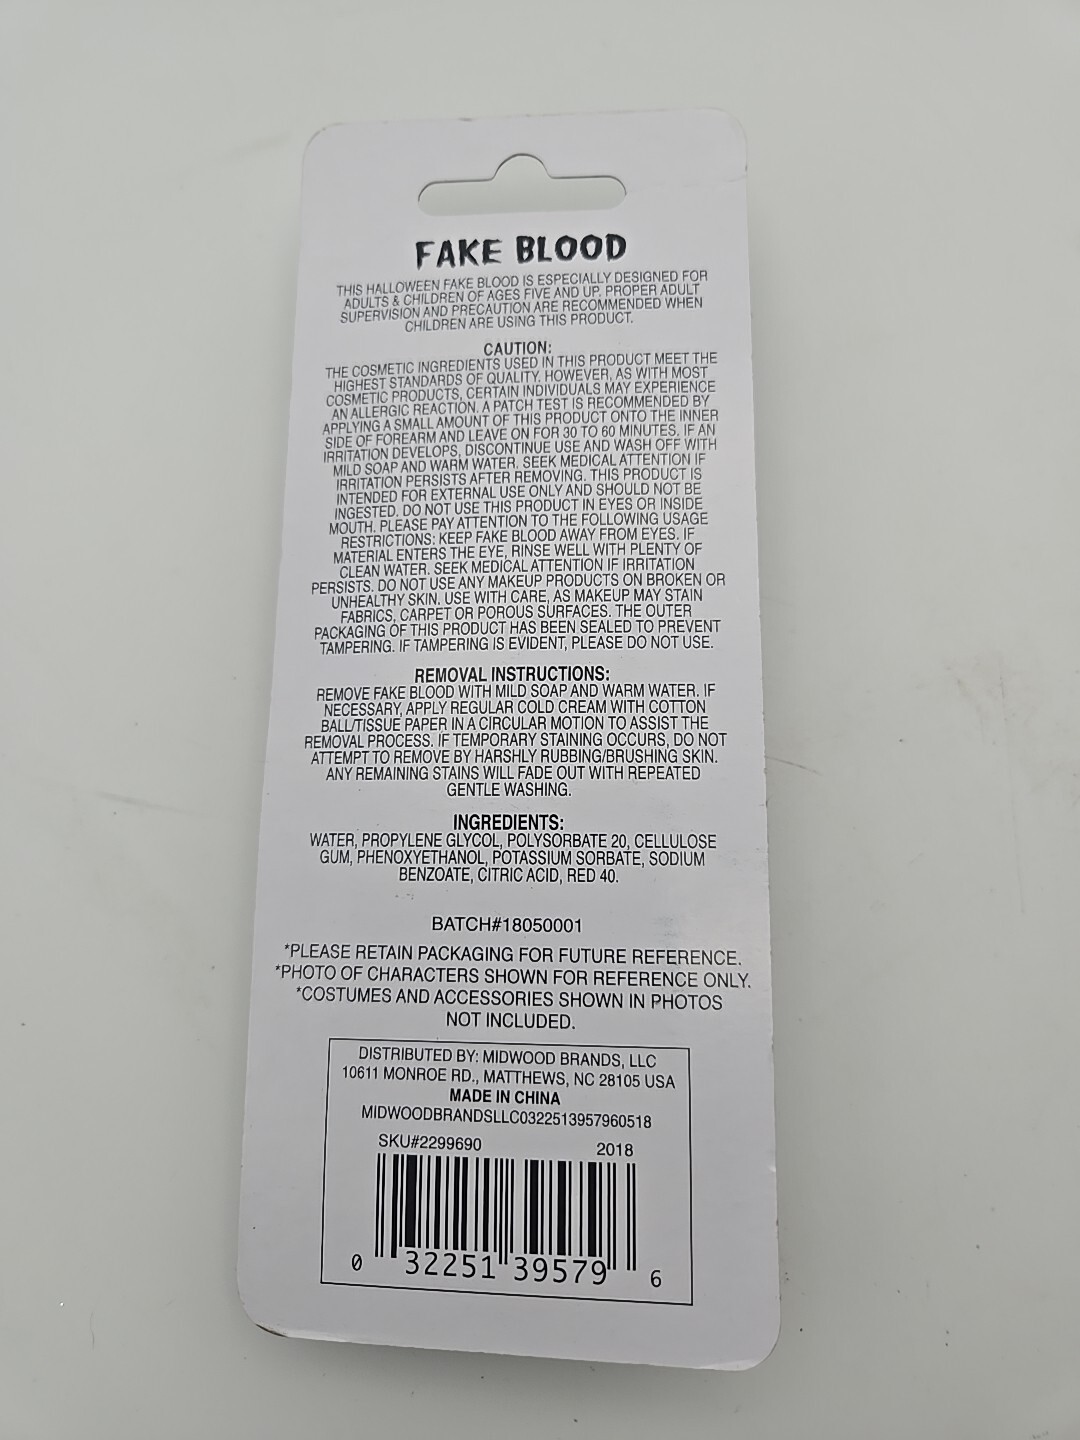 FAKE BLOOD
THIS HALLOWEEN FAKE BLOOD IS ESPECIALLY DESIGNED FOR
ADULTS & CHILDREN OF AGES FIVE AND UP. PROPER ADULT
SUPERVISION AND PRECAUTION ARE RECOMMENDED WHEN
CHILDREN ARE USING THIS PRODUCT.
CAUTION:
THE COSMETIC INGREDIENTS USED IN THIS PRODUCT MEET THE
HIGHEST STANDARDS OF QUALITY. HOWEVER, AS WITH MOST
COSMETIC PRODUCTS, CERTAIN INDIVIDUALS MAY EXPERIENCE
AN ALLERGIC REACTION. A PATCH TEST IS RECOMMENDED BY
APPLYING A SMALL AMOUNT OF THIS PRODUCT ONTO THE INNER
SIDE OF FOREARM AND LEAVE ON FOR 30 TO 60 MINUTES. IF AN
IRRITATION DEVELOPS, DISCONTINUE USE AND WASH OFF WITH
MILD SOAP AND WARM WATER. SEEK MEDICAL ATTENTION IF
IRRITATION PERSISTS AFTER REMOVING. THIS PRODUCT IS
INTENDED FOR EXTERNAL USE ONLY AND SHOULD NOT BE
INGESTED. DO NOT USE THIS PRODUCT IN EYES OR INSIDE
MOUTH. PLEASE PAY ATTENTION TO THE FOLLOWING USAGE
RESTRICTIONS: KEEP FAKE BLOOD AWAY FROM EYES. IF
MATERIAL ENTERS THE EYE, RINSE WELL WITH PLENTY OF
CLEAN WATER. SEEK MEDICAL ATTENTION IF IRRITATION
PERSISTS. DO NOT USE ANY MAKEUP PRODUCTS ON BROKEN OR
UNHEALTHY SKIN. USE WITH CARE, AS MAKEUP MAY STAIN
FABRICS, CARPET OR POROUS SURFACES. THE OUTER
PACKAGING OF THIS PRODUCT HAS BEEN SEALED TO PREVENT
TAMPERING. IF TAMPERING IS EVIDENT, PLEASE DO NOT USE.
REMOVAL INSTRUCTIONS:
REMOVE FAKE BLOOD WITH MILD SOAP AND WARM WATER. IF
NECESSARY, APPLY REGULAR COLD CREAM WITH COTTON
BALL/TISSUE PAPER IN A CIRCULAR MOTION TO ASSIST THE
REMOVAL PROCESS. IF TEMPORARY STAINING OCCURS, DO NOT
ATTEMPT TO REMOVE BY HARSHLY RUBBING/BRUSHING SKIN.
ANY REMAINING STAINS WILL FADE OUT WITH REPEATED
GENTLE WASHING.
INGREDIENTS:
WATER, PROPYLENE GLYCOL, POLYSORBATE 20, CELLULOSE
GUM, PHENOXYETHANOL, POTASSIUM SORBATE, SODIUM
BENZOATE, CITRIC ACID, RED 40.
BATCH#18050001
*PLEASE RETAIN PACKAGING FOR FUTURE REFERENCE.
*PHOTO OF CHARACTERS SHOWN FOR REFERENCE ONLY.
*COSTUMES AND ACCESSORIES SHOWN IN PHOTOS
NOT INCLUDED.
DISTRIBUTED BY: MIDWOOD BRANDS, LLC
10611 MONROE RD., MATTHEWS, NC 28105 USA
MADE IN CHINA
MIDWOODBRANDSLLC0322513957960518
SKU#2299690 2018
0 32251 39579 6